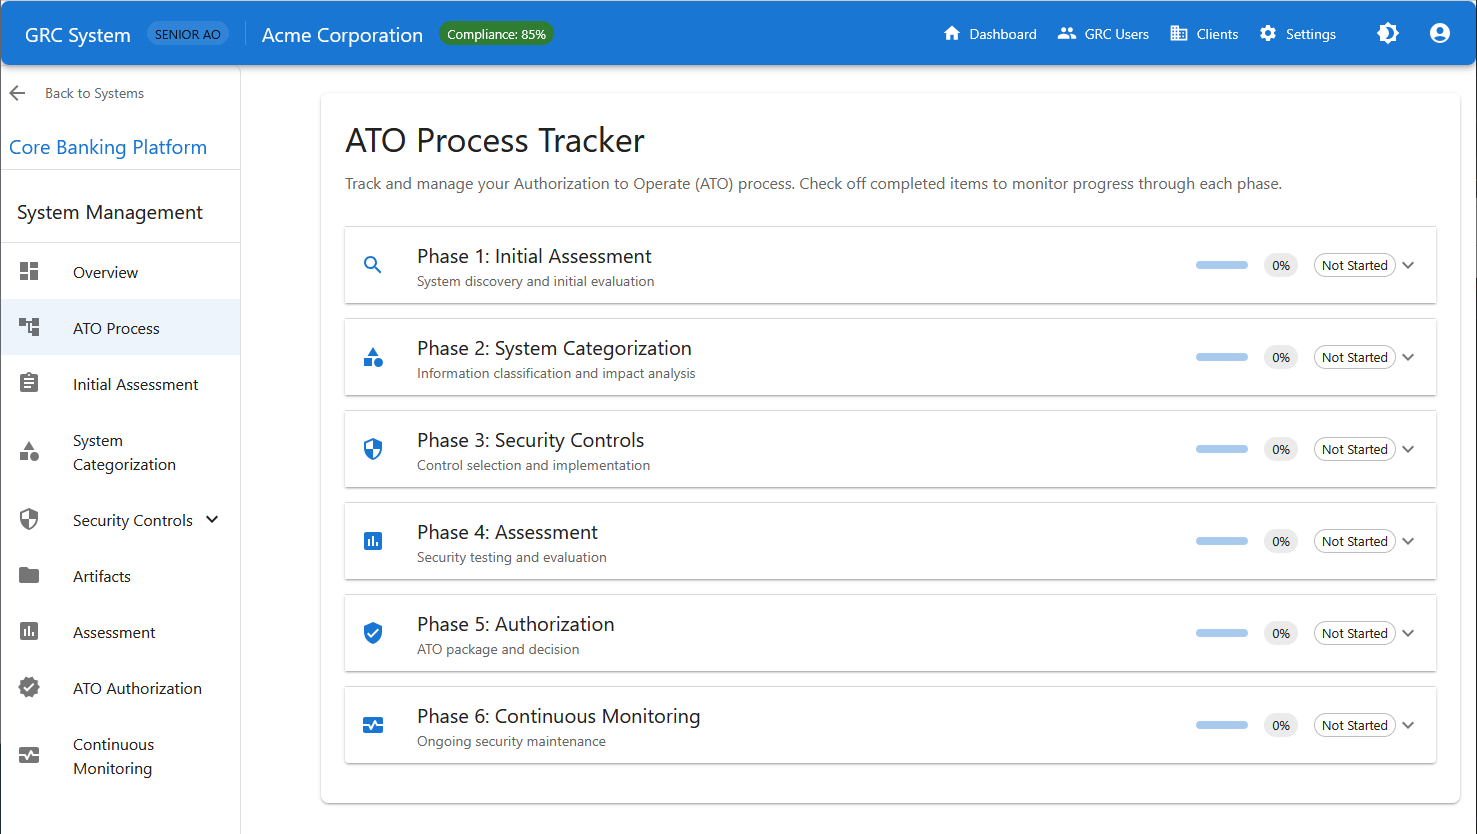 GRC System
SENIOR AO
Acme Corporation
Compliance: 85%
Dashboard
GRC Users
Clients
Settings
Back to Systems
Core Banking Platform
System Management
Overview
ATO Process
Initial Assessment
System
Categorization
Security Controls
Artifacts
Assessment
ATO Authorization
Continuous
Monitoring
ATO Process Tracker
Track and manage your Authorization to Operate (ATO) process. Check off completed items to monitor progress through each phase.
Phase 1: Initial Assessment
System discovery and initial evaluation
0%
Not Started
Phase 2: System Categorization
Information classification and impact analysis
0%
Not Started
Phase 3: Security Controls
Control selection and implementation
0%
Not Started
Phase 4: Assessment
Security testing and evaluation
0%
Not Started
Phase 5: Authorization
ATO package and decision
0%
Not Started
Phase 6: Continuous Monitoring
Ongoing security maintenance
0%
Not Started